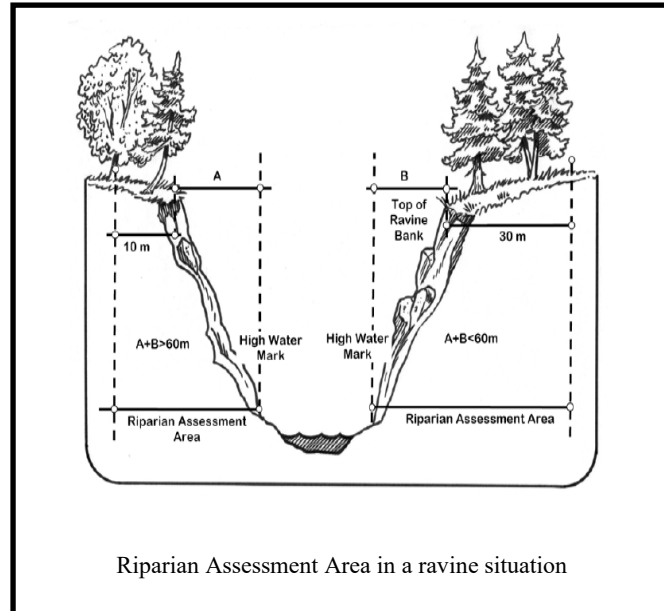 A
B
Top of
Ravine
Bank
10 m
30 m
High Water
Mark
High Water
Mark
A+B>60m
A+B<60m
Riparian Assessment
Area
Riparian Assessment Area
Riparian Assessment Area in a ravine situation